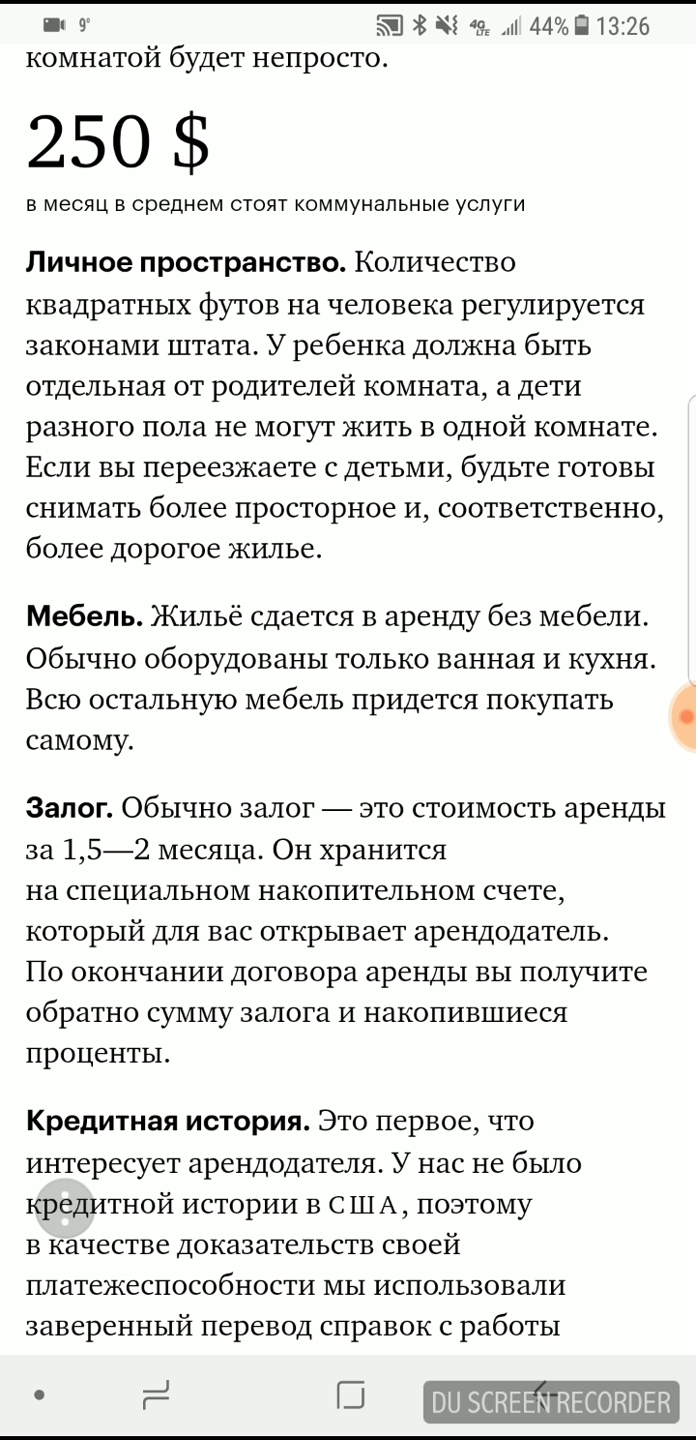 9°
4G LTE 44% 13:26
комнатой будет непросто.
250 $
в месяц в среднем стоят коммунальные услуги
Личное пространство. Количество
квадратных футов на человека регулируется
законами штата. У ребенка должна быть
отдельная от родителей комната, а дети
разного пола не могут жить в одной комнате.
Если вы переезжаете с детьми, будьте готовы
снимать более просторное и, соответственно,
более дорогое жилье.
Мебель. Жильё сдается в аренду без мебели.
Обычно оборудованы только ванная и кухня.
Всю остальную мебель придется покупать
самому.
Залог. Обычно залог — это стоимость аренды
за 1,5—2 месяца. Он хранится
на специальном накопительном счете,
который для вас открывает арендодатель.
По окончании договора аренды вы получите
обратно сумму залога и накопившиеся
проценты.
Кредитная история. Это первое, что
интересует арендодателя. У нас не было
кредитной истории в США, поэтому
в качестве доказательств своей
платежеспособности мы использовали
заверенный перевод справок с работы
DU SCREEN RECORDER